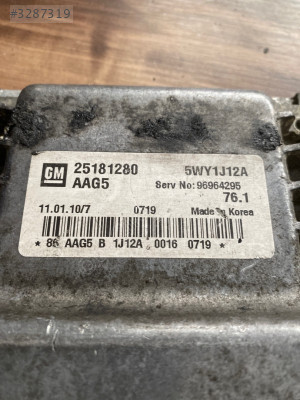 #3287319
GM 25181280 5WY1J12A
AAG5 Serv No: 96964295
76.1
11.01.10/7 0719 Made In Korea
* 86 AAG5 B 1J12A 0016 0719 *